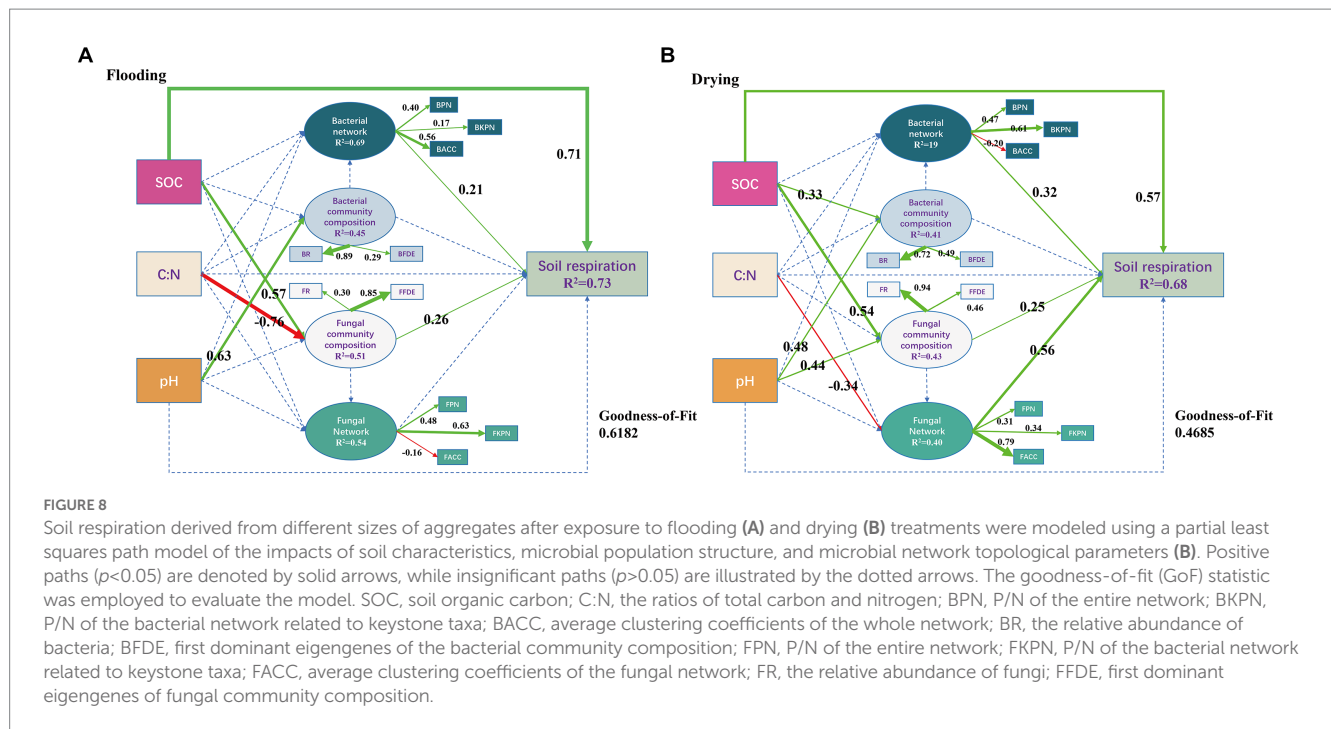 A
Flooding
Bacterial
network
R²=0.69
0.40
BPN
0.17
BKPN
0.56
BACC
0.71
SOC
0.21
Bacterial
community
composition
R²=0.45
BR
0.89
0.29
BFDE
C:N
Soil respiration
R²=0.73
0.57
-0.76
FR
0.30
0.85
FFDE
Fungal
community
composition
R²=0.51
0.26
0.63
pH
Fungal
Network
R²=0.54
FPN
0.48
0.63
FKPN
-0.16
FACC
Goodness-of-Fit
0.6182
B
Drying
Bacterial
network
R²=19
BPN
0.47
0.61
BKPN
-0.20
BACC
SOC
0.33
0.32
0.57
Bacterial
community
composition
R²=0.41
BR
0.72
0.49
BFDE
C:N
Soil respiration
R²=0.68
FR
0.94
FFDE
0.46
0.54
Fungal
community
composition
R²=0.43
0.25
0.48
0.44
0.56
pH
-0.34
Fungal
Network
R²=0.40
FPN
0.31
0.34
FKPN
0.79
FACC
Goodness-of-Fit
0.4685
FIGURE 8
Soil respiration derived from different sizes of aggregates after exposure to flooding (A) and drying (B) treatments were modeled using a partial least
squares path model of the impacts of soil characteristics, microbial population structure, and microbial network topological parameters (B). Positive
paths (p<0.05) are denoted by solid arrows, while insignificant paths (p>0.05) are illustrated by the dotted arrows. The goodness-of-fit (GoF) statistic
was employed to evaluate the model. SOC, soil organic carbon; C:N, the ratios of total carbon and nitrogen; BPN, P/N of the entire network; BKPN,
P/N of the bacterial network related to keystone taxa; BACC, average clustering coefficients of the whole network; BR, the relative abundance of
bacteria; BFDE, first dominant eigengenes of the bacterial community composition; FPN, P/N of the entire network; FKPN, P/N of the bacterial network
related to keystone taxa; FACC, average clustering coefficients of the fungal network; FR, the relative abundance of fungi; FFDE, first dominant
eigengenes of fungal community composition.